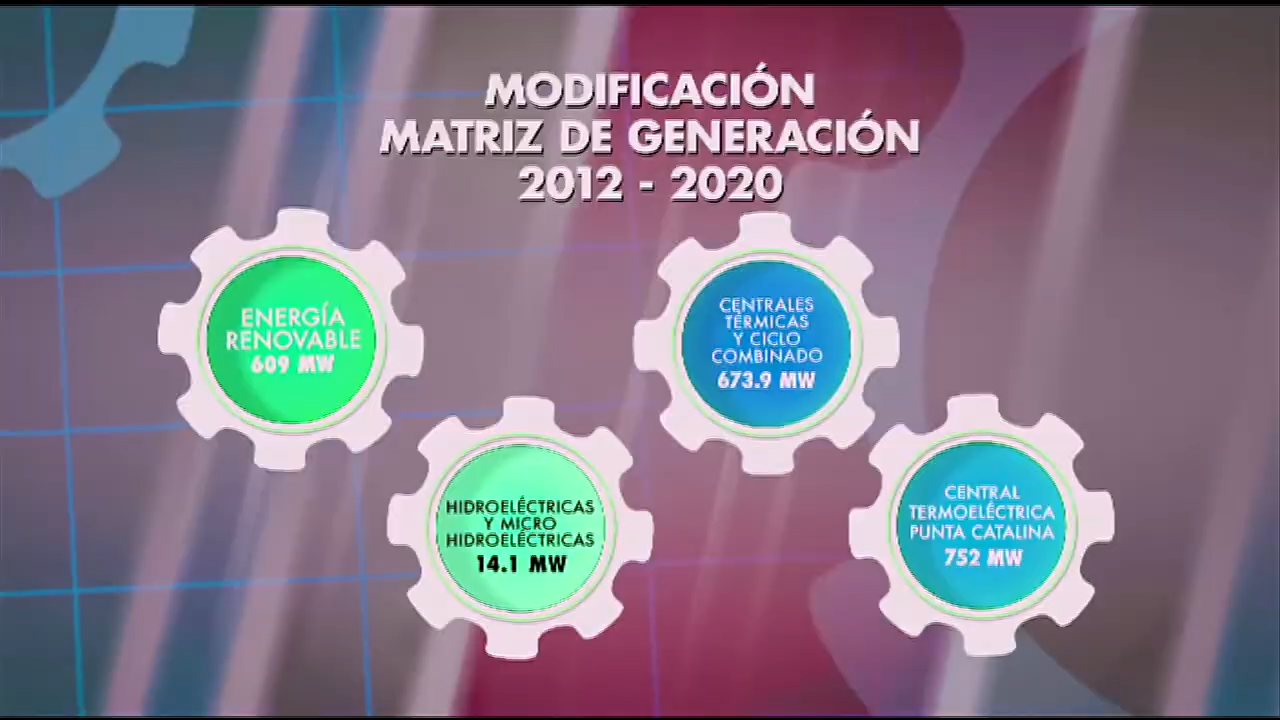 MODIFICACIÓN
MATRIZ DE GENERACIÓN
2012 - 2020
ENERGÍA
RENOVABLE
609 MW
HIDROELÉCTRICAS
Y MICRO
HIDROELÉCTRICAS
14.1 MW
CENTRALES
TÉRMICAS
Y CICLO
COMBINADO
673.9 MW
CENTRAL
TERMOELÉCTRICA
PUNTA CATALINA
752 MW